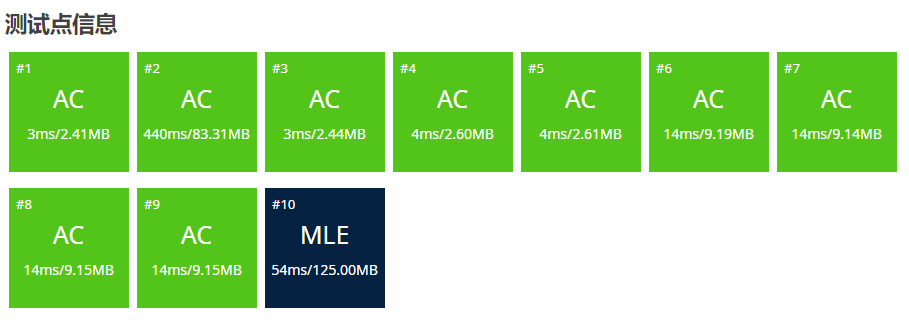 测试点信息
#1 #2 #3 #4 #5 #6 #7
AC AC AC AC AC AC AC
3ms/2.41MB 440ms/83.31MB 3ms/2.44MB 4ms/2.60MB 4ms/2.61MB 14ms/9.19MB 14ms/9.14MB
#8 #9 #10
AC AC MLE
14ms/9.15MB 14ms/9.15MB 54ms/125.00MB